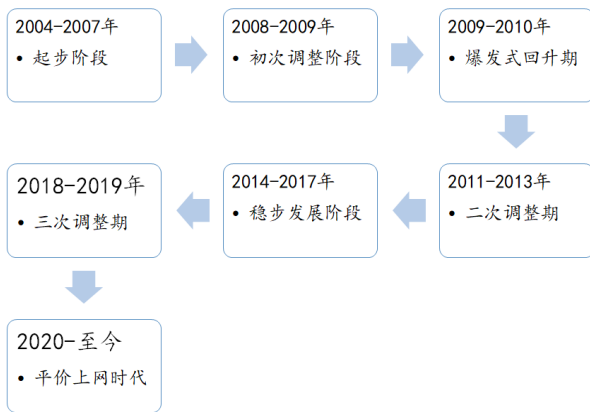 2004-2007年
• 起步阶段
2008-2009年
• 初次调整阶段
2009-2010年
• 爆发式回升期
2011-2013年
• 二次调整期
2014-2017年
• 稳步发展阶段
2018-2019年
• 三次调整期
2020-至今
• 平价上网时代